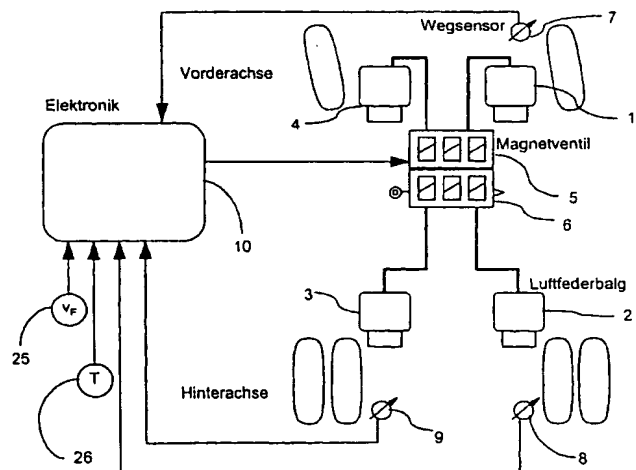 Wegsensor
7
Vorderachse
Elektronik
4
1
Magnetventil
5
6
10
3
Luftfederbalg
2
vF
25
T
26
Hinterachse
9
8